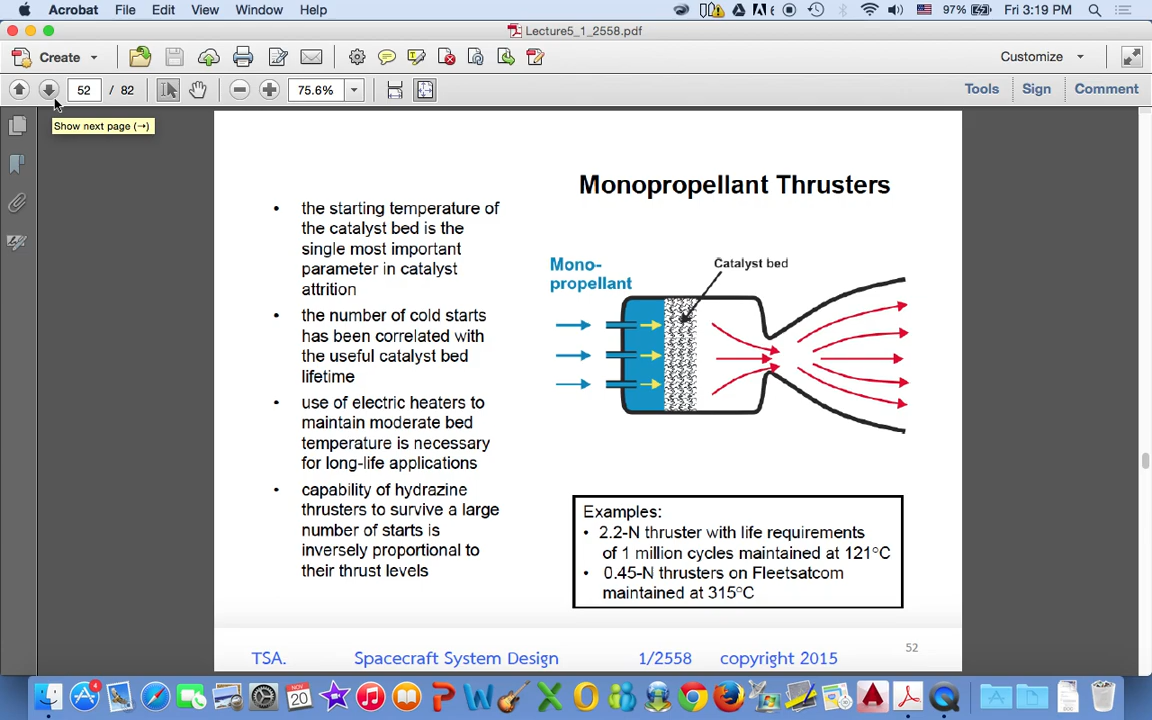 Acrobat File Edit View Window Help
6 97% Fri 3:19 PM
Lecture5_1_2558.pdf
Create Customize
52 / 82 75.6% Tools Sign Comment
Show next page (→)
Monopropellant Thrusters
• the starting temperature of
the catalyst bed is the
single most important
parameter in catalyst
attrition
• the number of cold starts
has been correlated with
the useful catalyst bed
lifetime
• use of electric heaters to
maintain moderate bed
temperature is necessary
for long-life applications
• capability of hydrazine
thrusters to survive a large
number of starts is
inversely proportional to
their thrust levels
Mono-
propellant
Catalyst bed
Examples:
• 2.2-N thruster with life requirements
of 1 million cycles maintained at 121°C
• 0.45-N thrusters on Fleetsatcom
maintained at 315°C
52
TSA. Spacecraft System Design 1/2558 copyright 2015
4
NOV
20